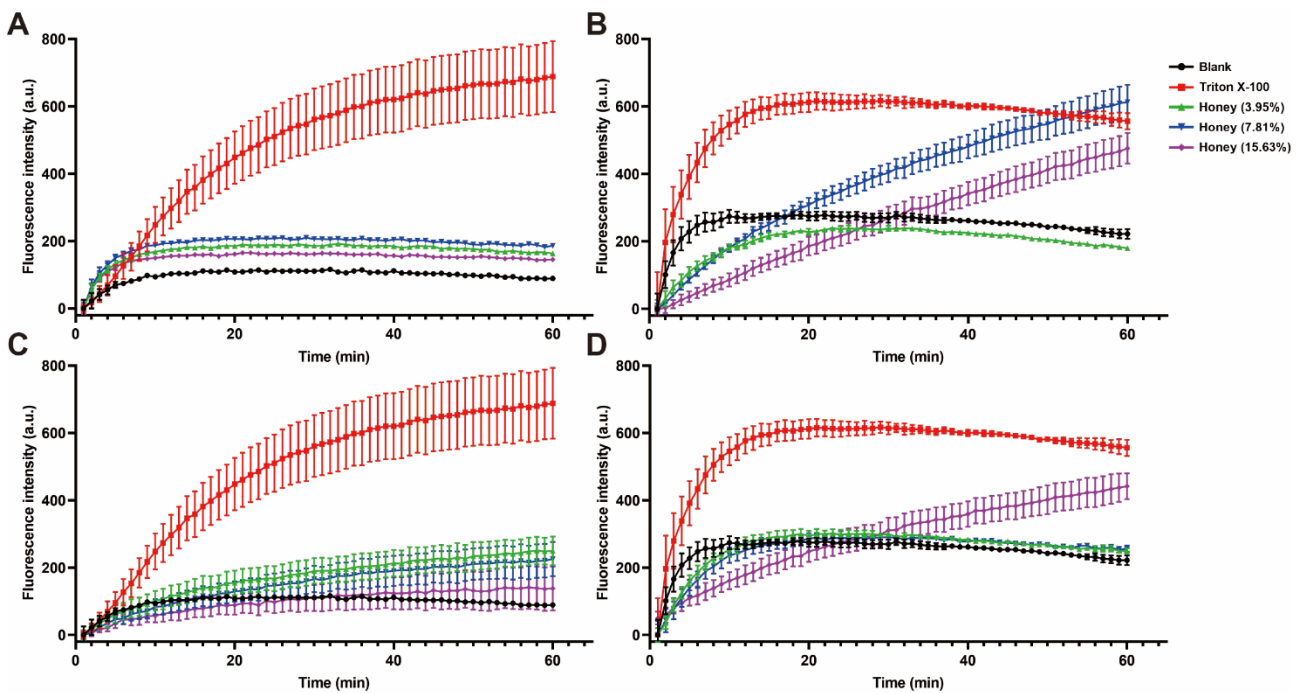 A
Fluorescence intensity (a.u.)
800
600
400
200
0
0
20
40
60
Time (min)
B
Fluorescence intensity (a.u.)
800
600
400
200
0
0
20
40
60
Time (min)
Blank
Triton X-100
Honey (3.95%)
Honey (7.81%)
Honey (15.63%)
C
Fluorescence intensity (a.u.)
800
600
400
200
0
0
20
40
60
Time (min)
D
Fluorescence intensity (a.u.)
800
600
400
200
0
0
20
40
60
Time (min)